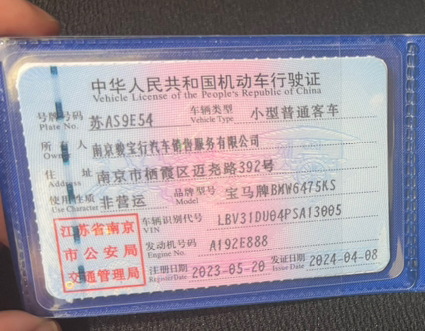 中华人民共和国机动车行驶证
Vehicle License of the People's Republic of China
号牌号码 苏AS9E54 车辆类型 小型普通客车
Plate No. Vehicle Type
所有人 南京骏宝行汽车销售服务有限公司
Owner
住址 南京市栖霞区迈尧路392号
Address
使用性质 非营运 品牌型号 宝马牌BMW6475KS
Use Character Model
江苏省南京
市公安局
交通管理局
车辆识别代号 LBV31DU04PSA13005
VIN
发动机号码 A192E888
Engine No.
注册日期 2023-05-20 发证日期 2024-04-08
Register Date Issue Date